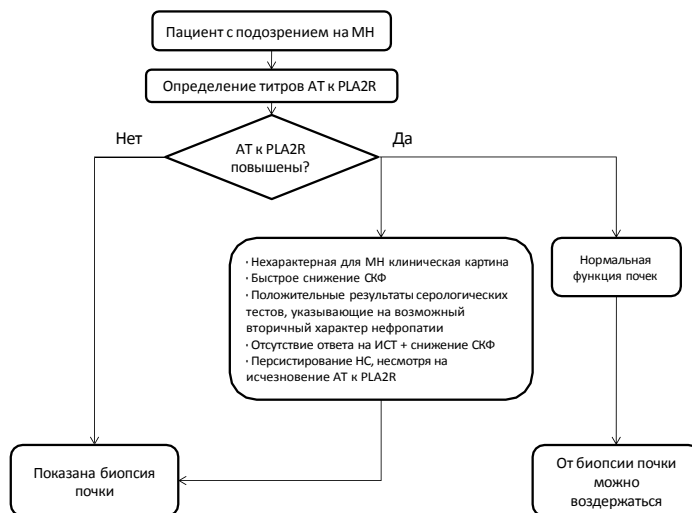 Пациент с подозрением на МН
Определение титров АТ к PLA2R
Нет
АТ к PLA2R
повышены?
Да
· Нехарактерная для МН клиническая картина
· Быстрое снижение СКФ
· Положительные результаты серологических
тестов, указывающие на возможный
вторичный характер нефропатии
· Отсутствие ответа на ИСТ + снижение СКФ
· Персистирование НС, несмотря на
исчезновение АТ к PLA2R
Нормальная
функция почек
Показана биопсия
почки
От биопсии почки
можно
воздержаться